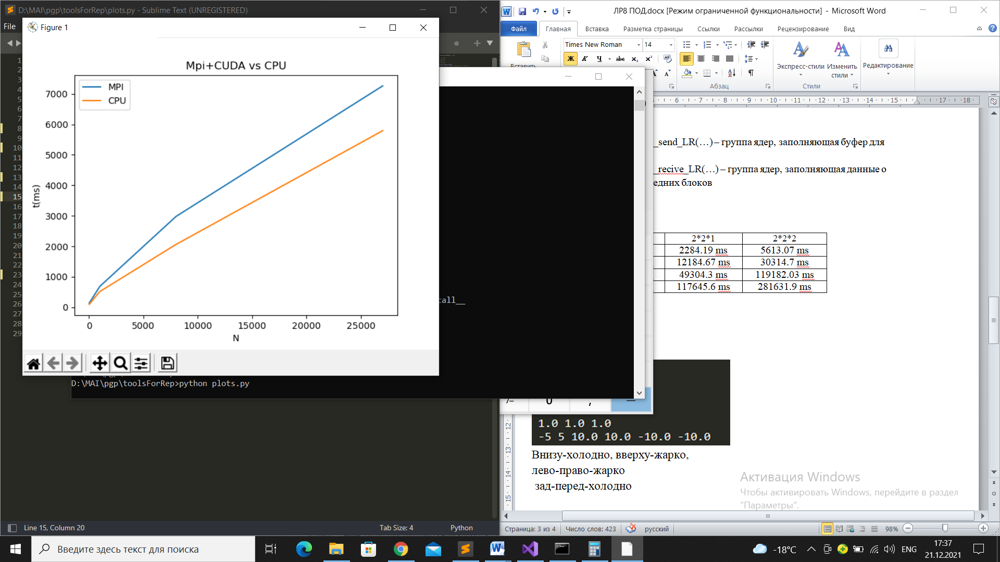 D:\MAI\pgp\toolsForRep\plots.py - Sublime Text (UNREGISTERED)
File
Figure 1
Mpi+CUDA vs CPU
MPI
CPU
7000
6000
5000
4000
3000
2000
1000
0
t(ms)
0 5000 10000 15000 20000 25000
N
1
2
3
4
5
6
7
8
9
10
11
12
13
14
15
16
17
18
19
20
21
22
23
24
25
26
27
28
29
call__
D:\MAI\pgp\toolsForRep>python plots.py
Line 15, Column 20
Tab Size: 4
Python
ЛР8 ПОД.docx [Режим ограниченной функциональности] - Microsoft Word
Файл Главная Вставка Разметка страницы Ссылки Рассылки Рецензирование Вид
Вставить
Times New Roman 14
Ж К Ч abc x₂ x²
Абзац
Экспресс-стили
Изменить стили
Стили
Редактирование
6 7 8 9 10 11 12 13 14 15 17 18
_send_LR(…) – группа ядер, заполняющая буфер для
_recive_LR(…) – группа ядер, заполняющая данные о
едних блоков
2*2*1 2*2*2
2284.19 ms 5613.07 ms
12184.67 ms 30314.7 ms
49304.3 ms 119182.03 ms
117645.6 ms 281631.9 ms
0 ,
12
13
14
15
1.0 1.0 1.0
-5 5 10.0 10.0 -10.0 -10.0
Внизу-холодно, вверху-жарко,
лево-право-жарко
зад-перед-холодно
Активация Windows
Чтобы активировать Windows, перейдите в раздел
"Параметры".
Страница: 3 из 4 Число слов: 423 русский 98%
Введите здесь текст для поиска
-18°C
ENG
17:37
21.12.2021